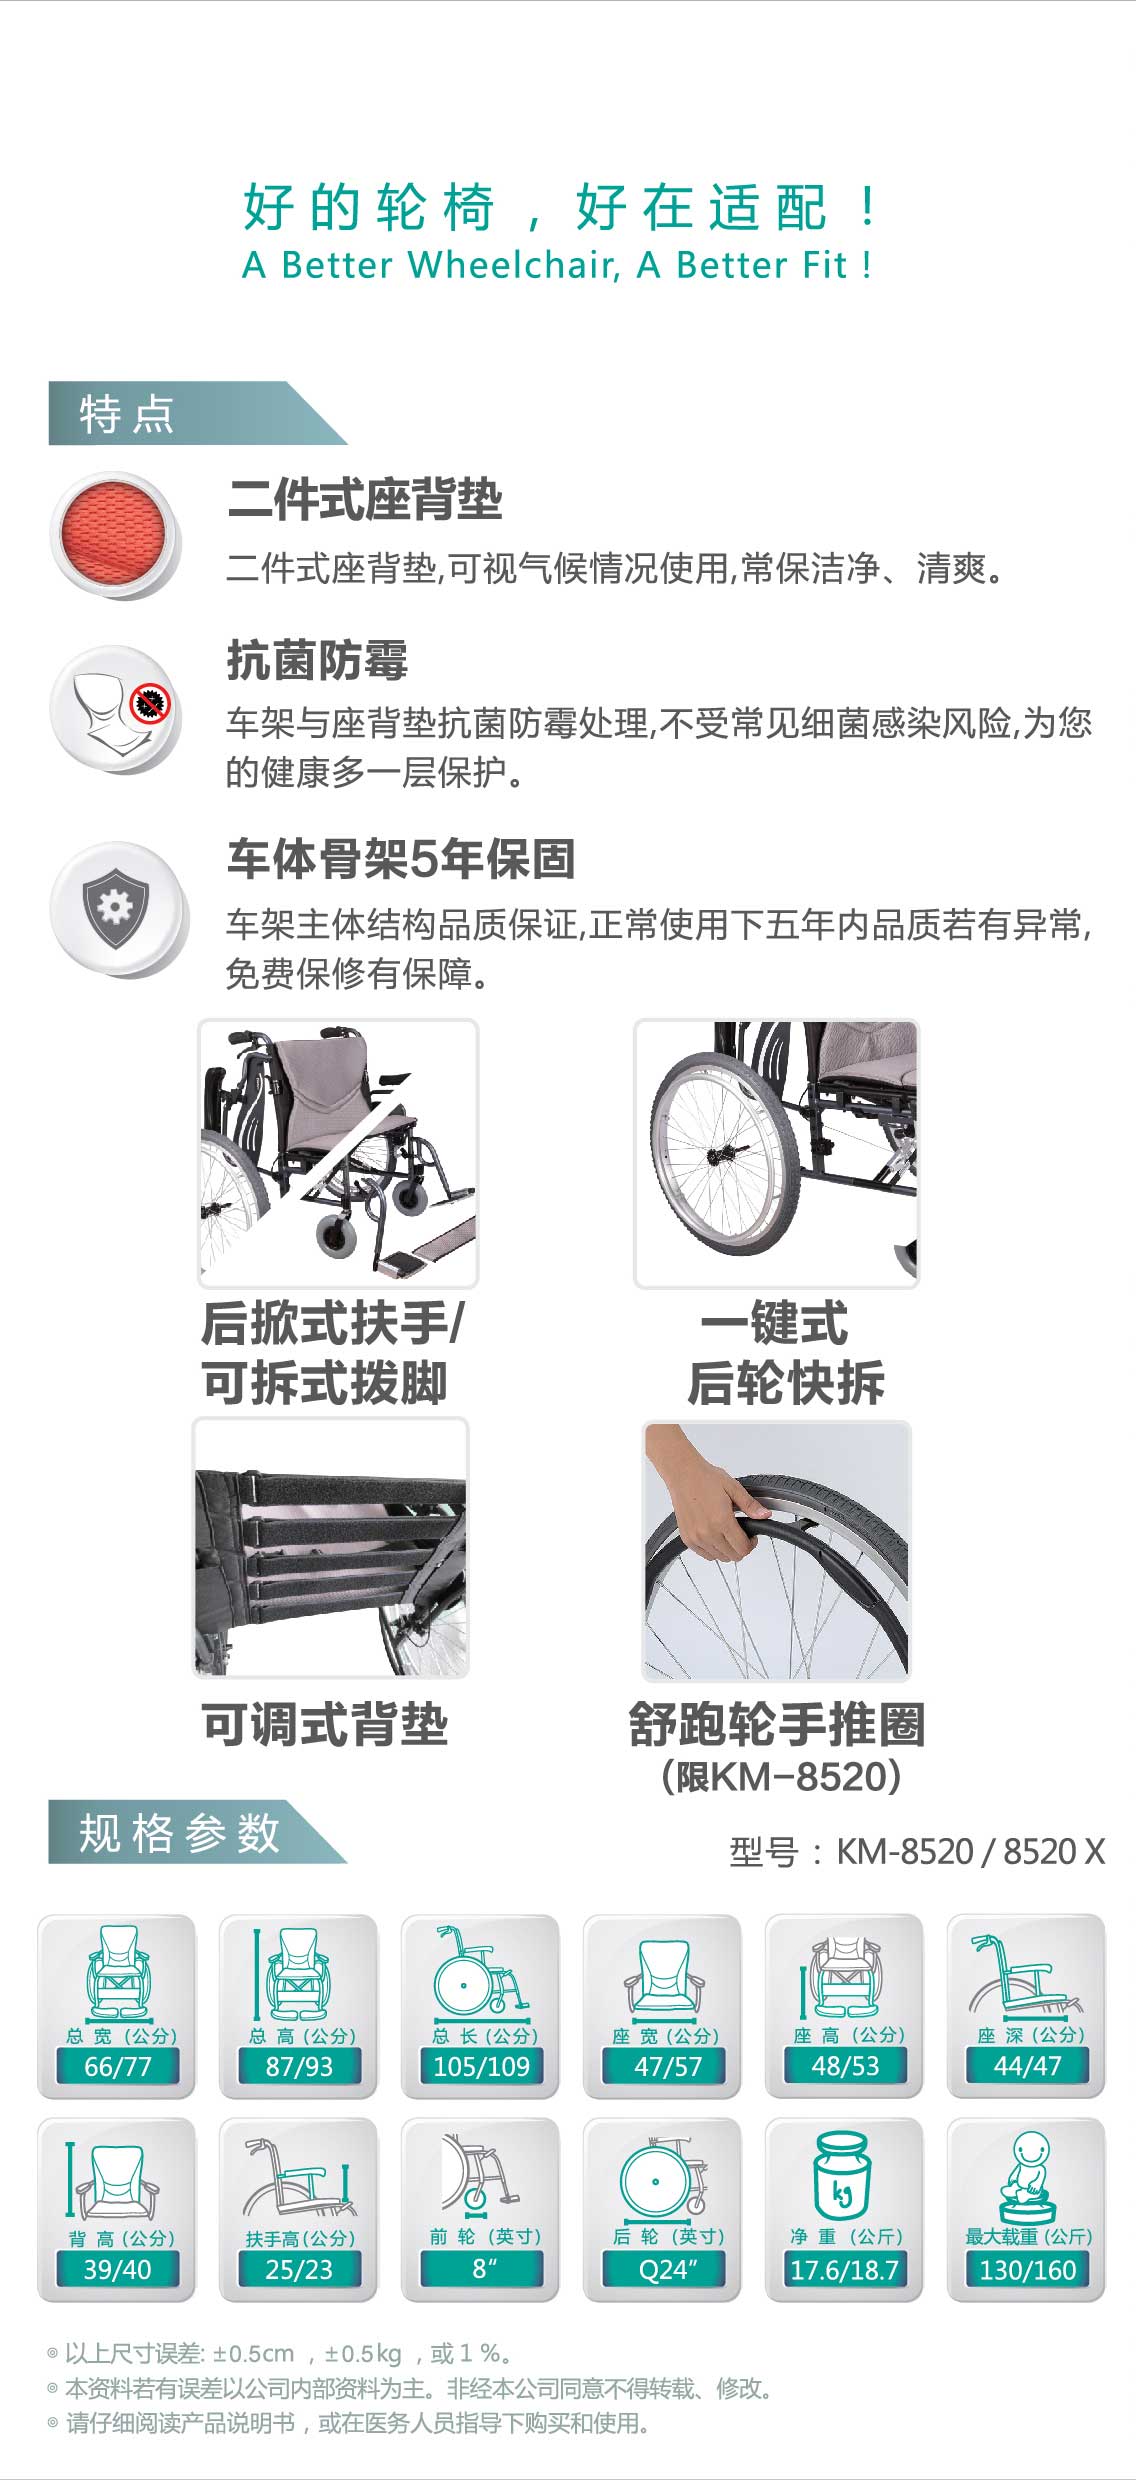 好的轮椅，好在适配！
A Better Wheelchair, A Better Fit !
特点
二件式座背垫
二件式座背垫,可视气候情况使用,常保洁净、清爽。
抗菌防霉
车架与座背垫抗菌防霉处理,不受常见细菌感染风险,为您
的健康多一层保护。
车体骨架5年保固
车架主体结构品质保证,正常使用下五年内品质若有异常,
免费保修有保障。
后掀式扶手/
可拆式拨脚
一键式
后轮快拆
可调式背垫
舒跑轮手推圈
（限KM-8520）
规格参数
型号：KM-8520 / 8520 X
总 宽 (公分)
66/77
总 高 (公分)
87/93
总 长 (公分)
105/109
座 宽 (公分)
47/57
座 高 (公分)
48/53
座 深 (公分)
44/47
背 高 (公分)
39/40
扶手高 (公分)
25/23
前 轮 (英寸)
8“
后 轮 (英寸)
Q24”
kg
净 重 (公斤)
17.6/18.7
最大载重 (公斤)
130/160
◎ 以上尺寸误差: ±0.5cm ，±0.5kg ，或 1 %。
◎ 本资料若有误差以公司内部资料为主。非经本公司同意不得转载、修改。
◎ 请仔细阅读产品说明书，或在医务人员指导下购买和使用。